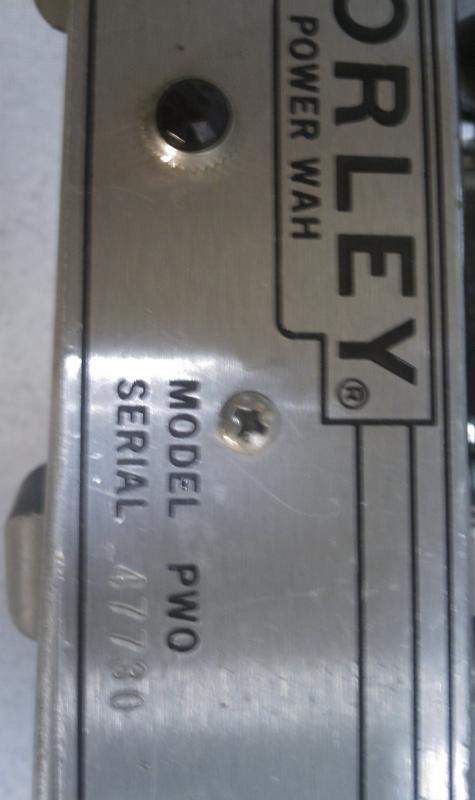 ORLEY®
POWER WAH
MODEL PWO
SERIAL 47730